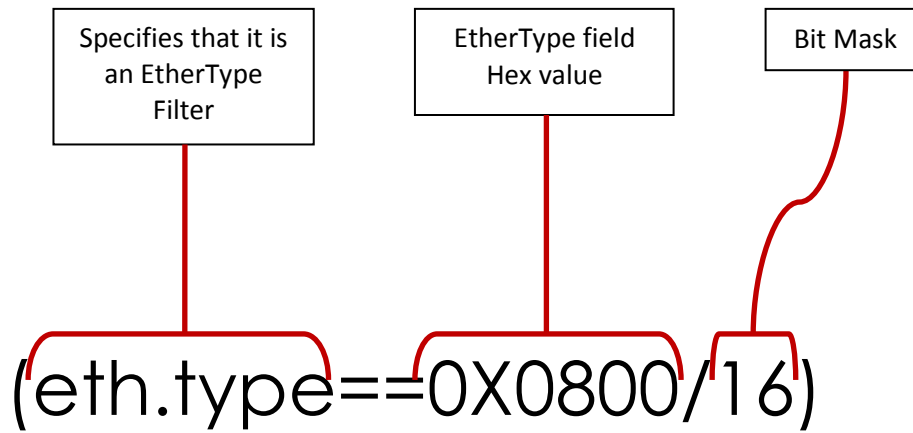 Specifies that it is
an EtherType
Filter
EtherType field
Hex value
Bit Mask
(eth.type==0X0800/16)